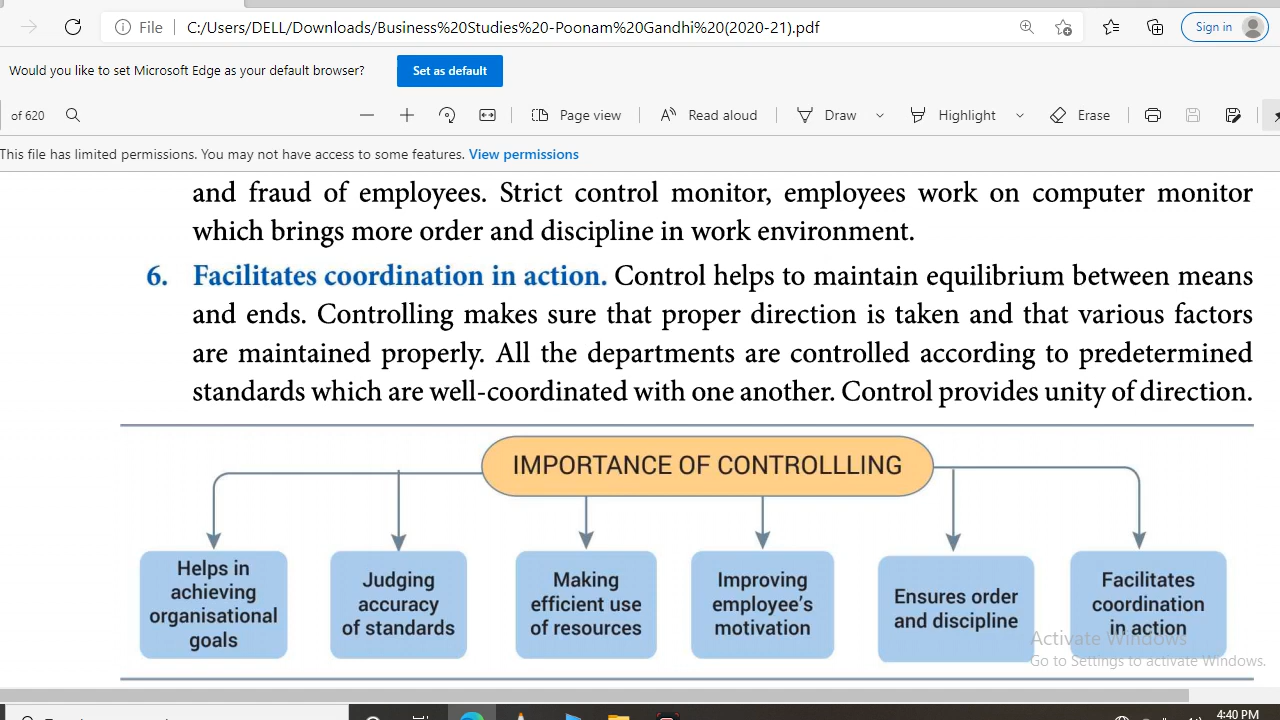 File
C:/Users/DELL/Downloads/Business%20Studies%20-Poonam%20Gandhi%20(2020-21).pdf
Sign in
Would you like to set Microsoft Edge as your default browser?
Set as default
of 620
Page view
Read aloud
Draw
Highlight
Erase
This file has limited permissions. You may not have access to some features. View permissions
and fraud of employees. Strict control monitor, employees work on computer monitor
which brings more order and discipline in work environment.
6. Facilitates coordination in action. Control helps to maintain equilibrium between means
and ends. Controlling makes sure that proper direction is taken and that various factors
are maintained properly. All the departments are controlled according to predetermined
standards which are well-coordinated with one another. Control provides unity of direction.
IMPORTANCE OF CONTROLLLING
Helps in
achieving
organisational
goals
Judging
accuracy
of standards
Making
efficient use
of resources
Improving
employee's
motivation
Ensures order
and discipline
Facilitates
coordination
in action
Activate Windows
Go to Settings to activate Windows.
4:40 PM